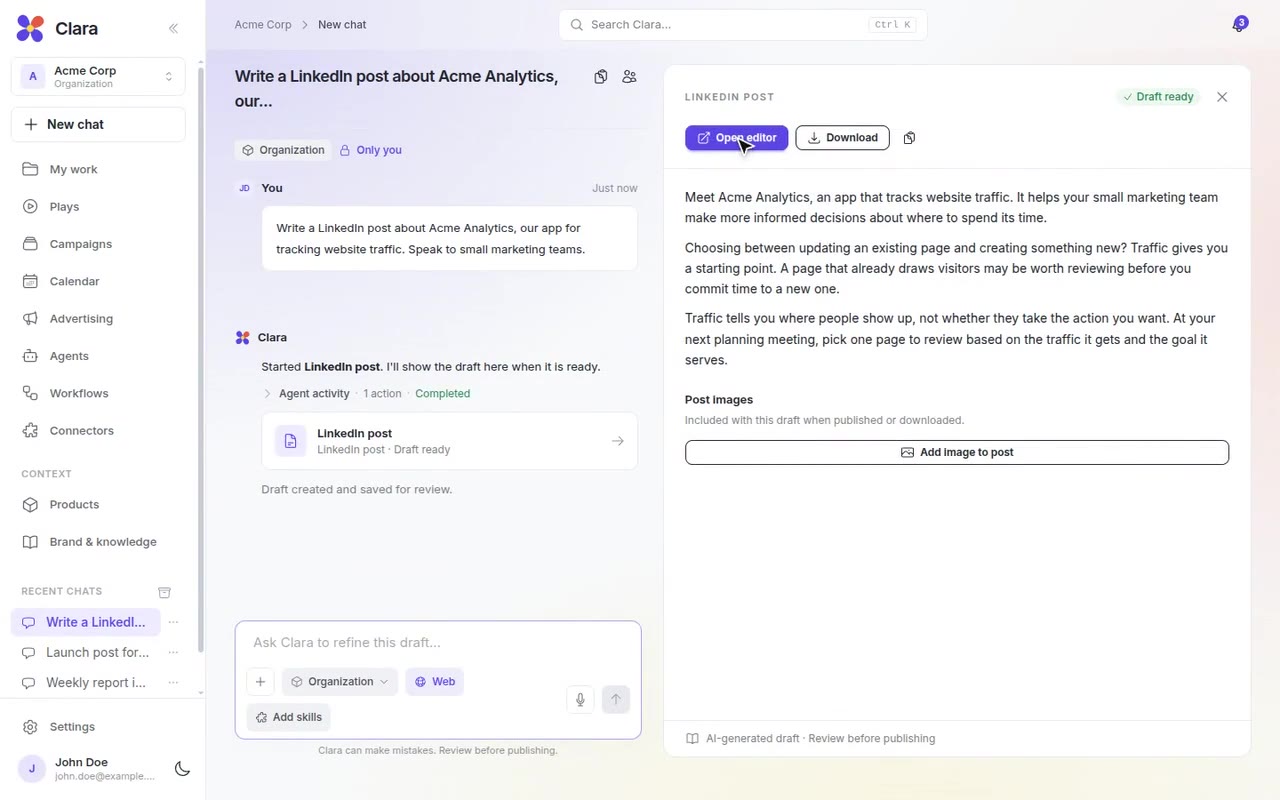 Clara
Acme Corp
New chat
Search Clara...
Ctrl K
3
A
Acme Corp
Organization
New chat
My work
Plays
Campaigns
Calendar
Advertising
Agents
Workflows
Connectors
CONTEXT
Products
Brand & knowledge
RECENT CHATS
Write a LinkedI...
Launch post for...
Weekly report i...
Settings
J
John Doe
john.doe@example....
Write a LinkedIn post about Acme Analytics,
our...
Organization
Only you
JD
You
Just now
Write a LinkedIn post about Acme Analytics, our app for
tracking website traffic. Speak to small marketing teams.
Clara
Started LinkedIn post. I'll show the draft here when it is ready.
Agent activity · 1 action · Completed
LinkedIn post
LinkedIn post · Draft ready
Draft created and saved for review.
Ask Clara to refine this draft...
Organization
Web
Add skills
Clara can make mistakes. Review before publishing.
LINKEDIN POST
Draft ready
Open editor
Download
Meet Acme Analytics, an app that tracks website traffic. It helps your small marketing team
make more informed decisions about where to spend its time.
Choosing between updating an existing page and creating something new? Traffic gives you
a starting point. A page that already draws visitors may be worth reviewing before you
commit time to a new one.
Traffic tells you where people show up, not whether they take the action you want. At your
next planning meeting, pick one page to review based on the traffic it gets and the goal it
serves.
Post images
Included with this draft when published or downloaded.
Add image to post
AI-generated draft · Review before publishing